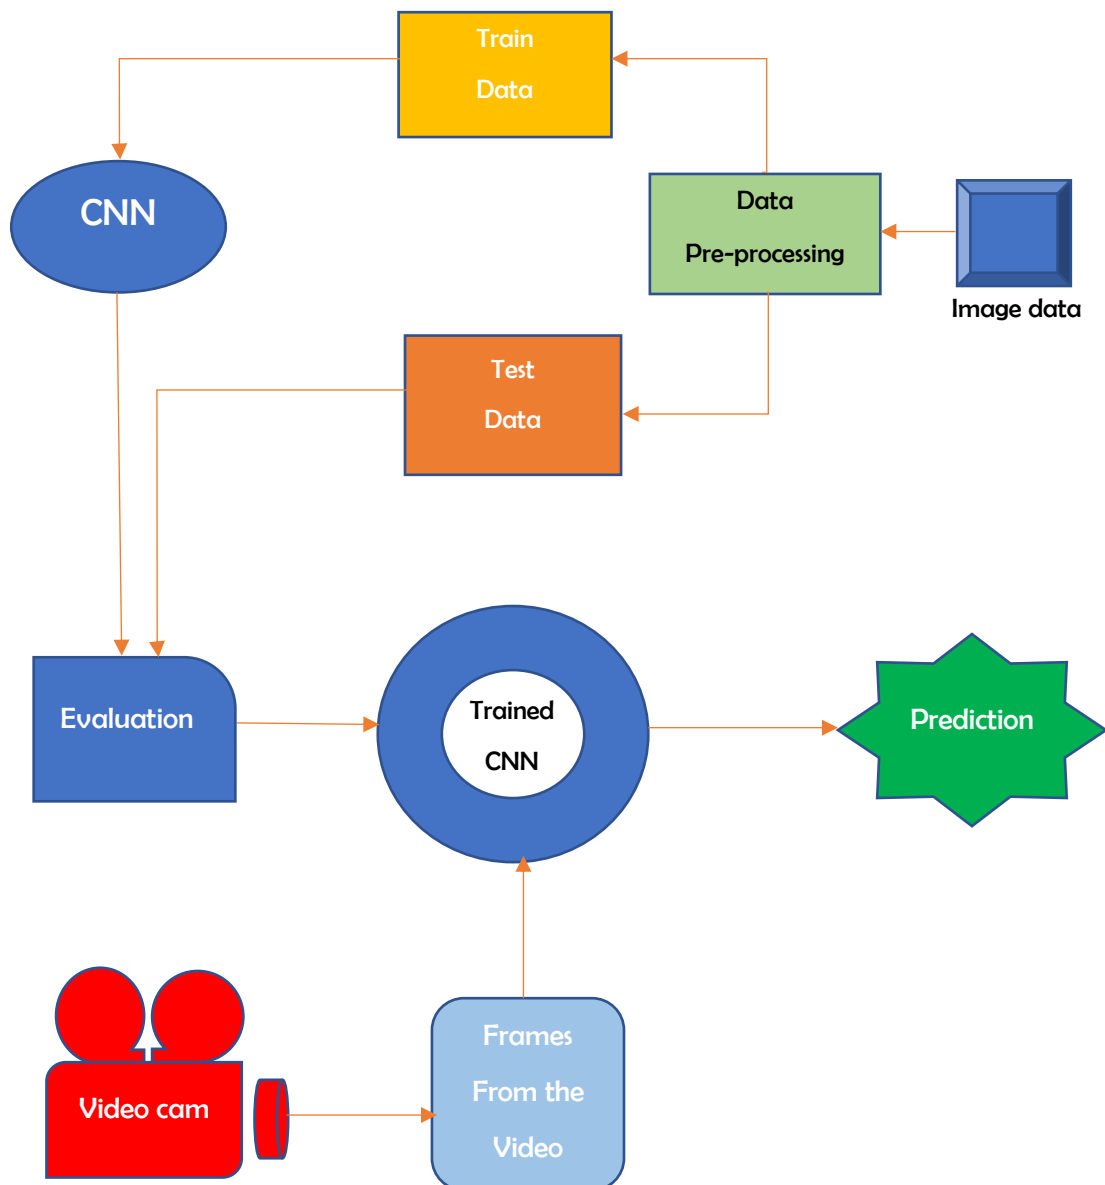 Train
Data
CNN
Data
Pre-processing
Image data
Test
Data
Evaluation
Trained
CNN
Prediction
Video cam
Frames
From the
Video